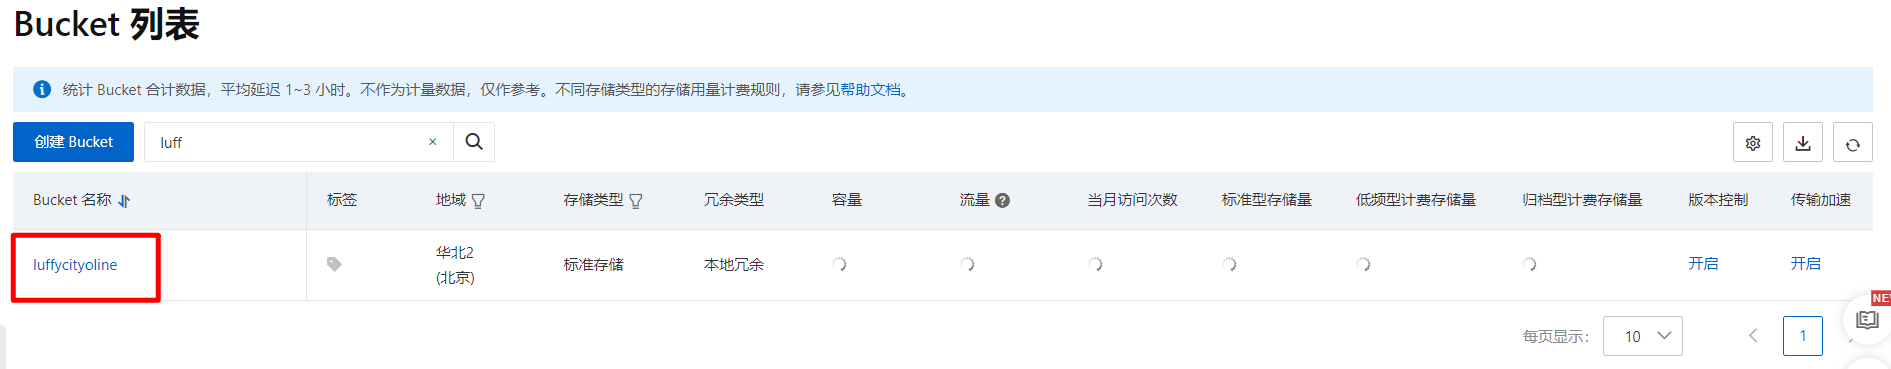 Bucket 列表
统计 Bucket 合计数据，平均延迟 1~3 小时。不作为计量数据，仅作参考。不同存储类型的存储用量计费规则，请参见帮助文档。
创建 Bucket
luff
Bucket 名称 标签 地域 存储类型 冗余类型 容量 流量 当月访问次数 标准型存储量 低频型计费存储量 归档型计费存储量 版本控制 传输加速
luffycityoline 华北2 标准存储 本地冗余 开启 开启
(北京)
每页显示： 10 1